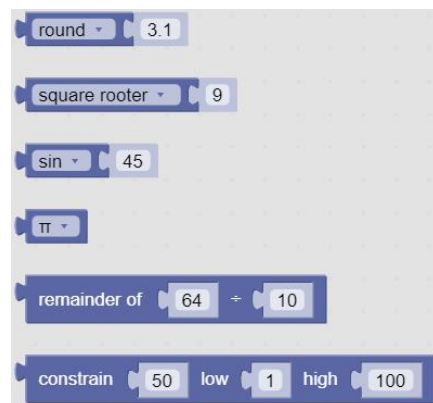 round 3.1
square rooter 9
sin 45
π
remainder of 64 ÷ 10
constrain 50 low 1 high 100